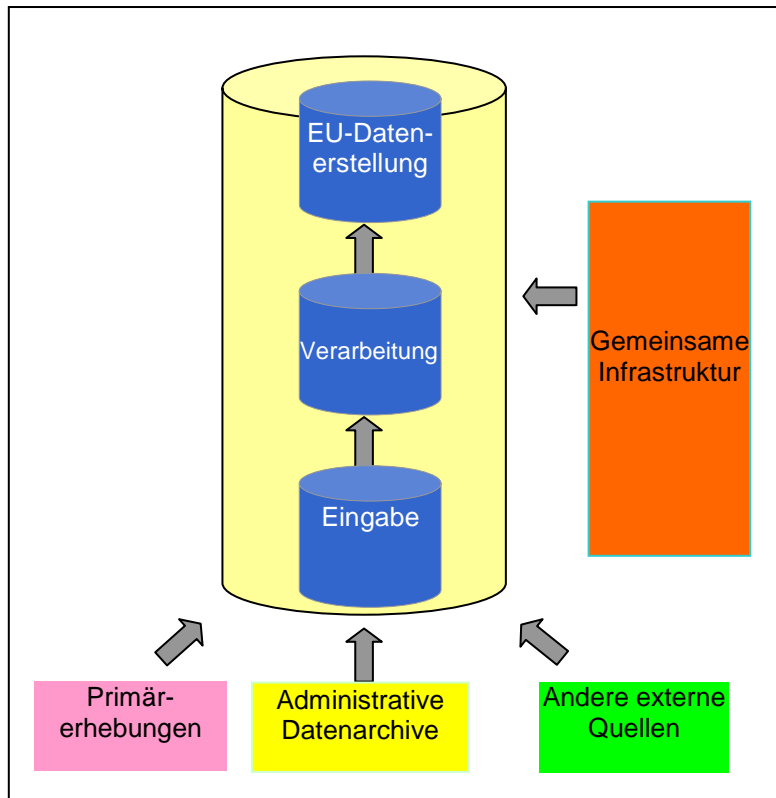 EU-Daten-
erstellung
Verarbeitung
Gemeinsame
Infrastruktur
Eingabe
Primär-
erhebungen
Administrative
Datenarchive
Andere externe
Quellen